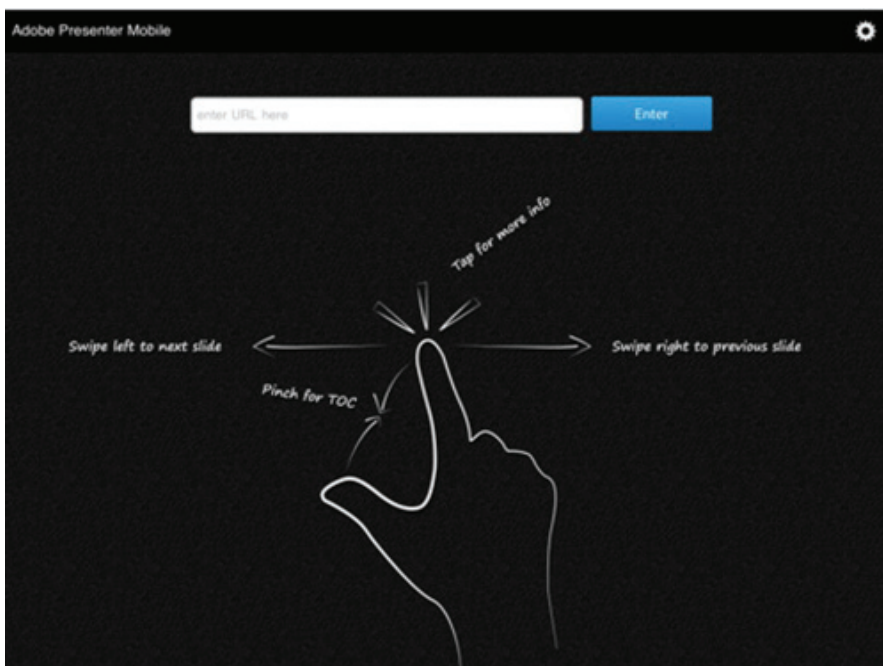 Adobe Presenter Mobile
enter URL here
Enter
Tap for more info
Swipe left to next slide
Swipe right to previous slide
Pinch for TOC